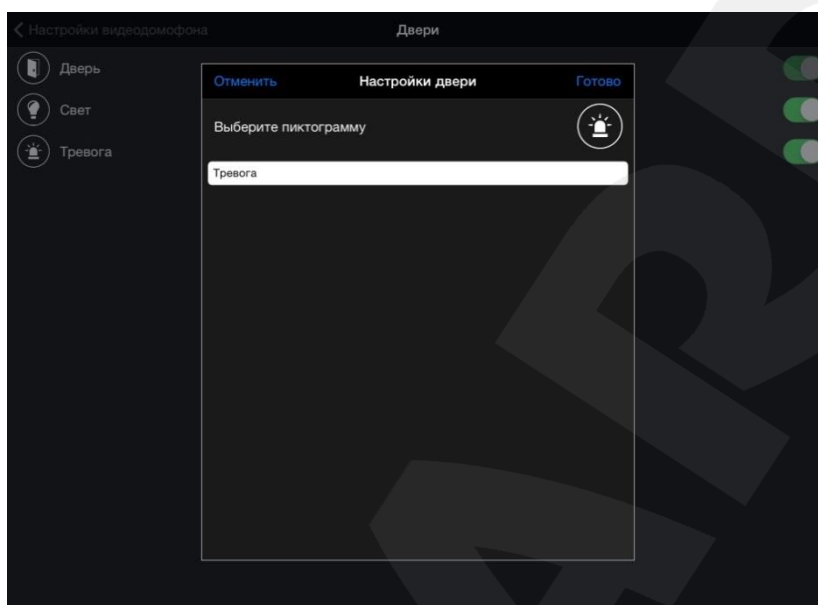 Настройки видеодомофона
Двери
Дверь
Свет
Тревога
Отменить
Настройки двери
Готово
Выберите пиктограмму
Тревога